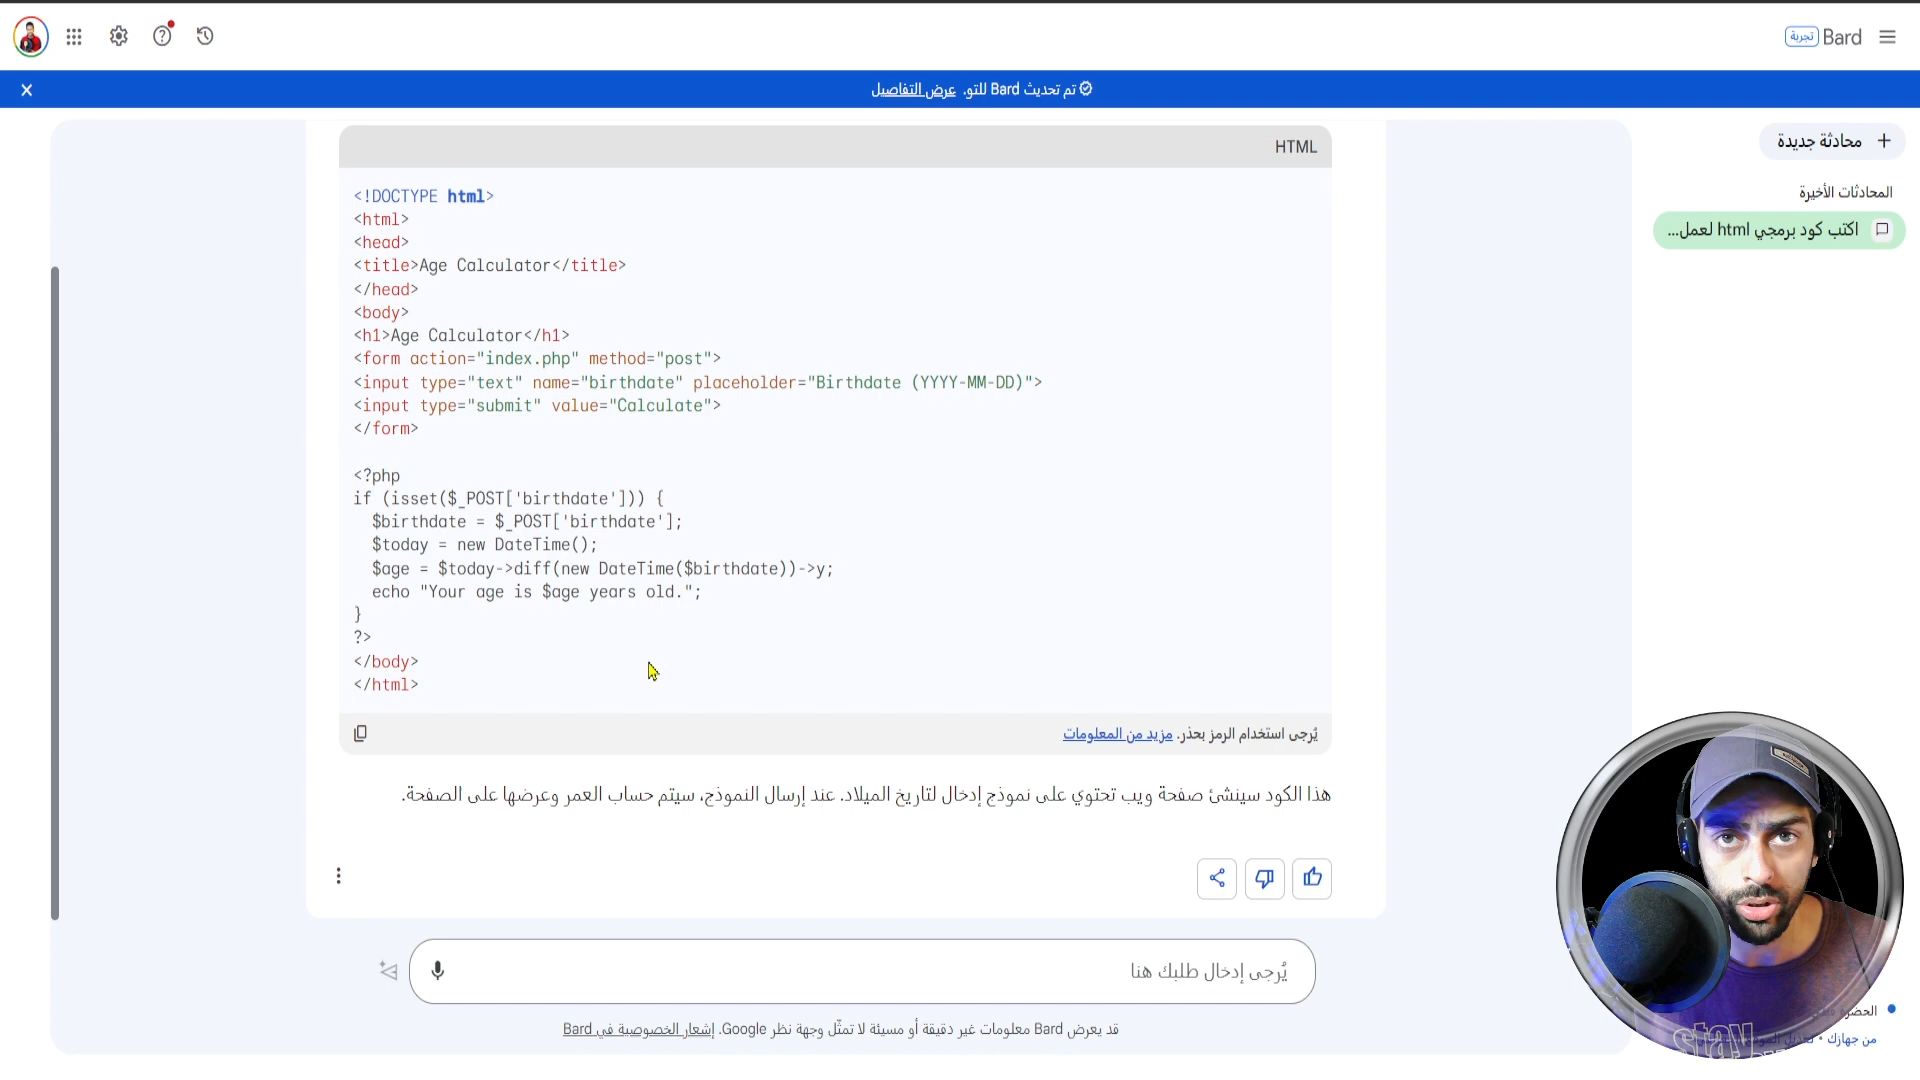 Bard تجربة
تم تحديث Bard للتو. عرض التفاصيل
محادثة جديدة
المحادثات الأخيرة
اكتب كود برمجي html لعمل...
HTML
<!DOCTYPE html>
<html>
<head>
<title>Age Calculator</title>
</head>
<body>
<h1>Age Calculator</h1>
<form action="index.php" method="post">
<input type="text" name="birthdate" placeholder="Birthdate (YYYY-MM-DD)">
<input type="submit" value="Calculate">
</form>
<?php
if (isset($_POST['birthdate'])) {
$birthdate = $_POST['birthdate'];
$today = new DateTime();
$age = $today->diff(new DateTime($birthdate))->y;
echo "Your age is $age years old.";
}
?>
</body>
</html>
يُرجى استخدام الرمز بحذر. مزيد من المعلومات
هذا الكود سينشئ صفحة ويب تحتوي على نموذج إدخال لتاريخ الميلاد. عند إرسال النموذج، سيتم حساب العمر وعرضها على الصفحة.
يُرجى إدخال طلبك هنا
قد يعرض Bard معلومات غير دقيقة أو مسيئة لا تمثّل وجهة نظر Google. إشعار الخصوصية في Bard
من جهازك •
stay